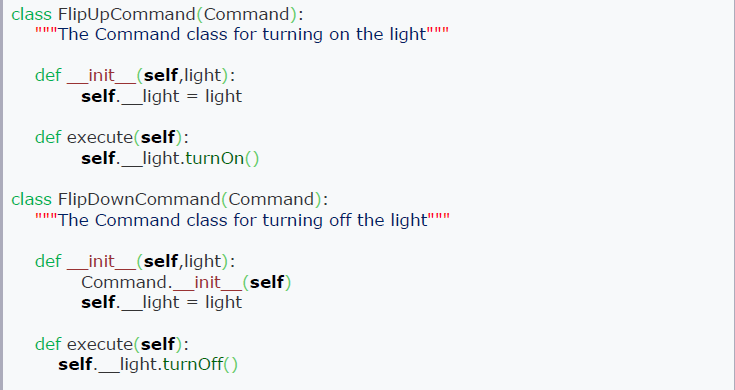 class FlipUpCommand(Command):
"""The Command class for turning on the light"""
def __init__(self,light):
self.__light = light
def execute(self):
self.__light.turnOn()
class FlipDownCommand(Command):
"""The Command class for turning off the light"""
def __init__(self,light):
Command.__init__(self)
self.__light = light
def execute(self):
self.__light.turnOff()